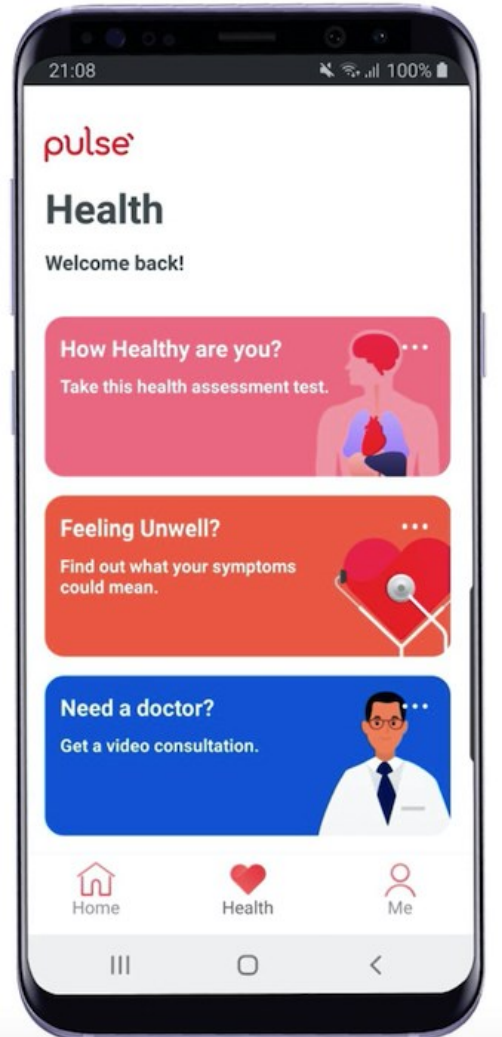 21:08
100%
pulse
Health
Welcome back!
How Healthy are you?
Take this health assessment test.
Feeling Unwell?
Find out what your symptoms
could mean.
Need a doctor?
Get a video consultation.
Home
Health
Me